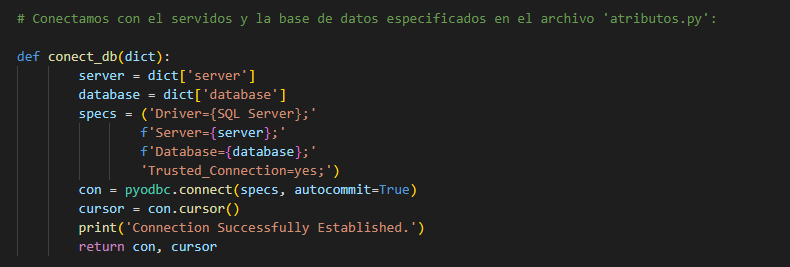 # Conectamos con el servidos y la base de datos especificados en el archivo 'atributos.py':
def conect_db(dict):
server = dict['server']
database = dict['database']
specs = ('Driver={SQL Server};'
f'Server={server};'
f'Database={database};'
'Trusted_Connection=yes;')
con = pyodbc.connect(specs, autocommit=True)
cursor = con.cursor()
print('Connection Successfully Established.')
return con, cursor